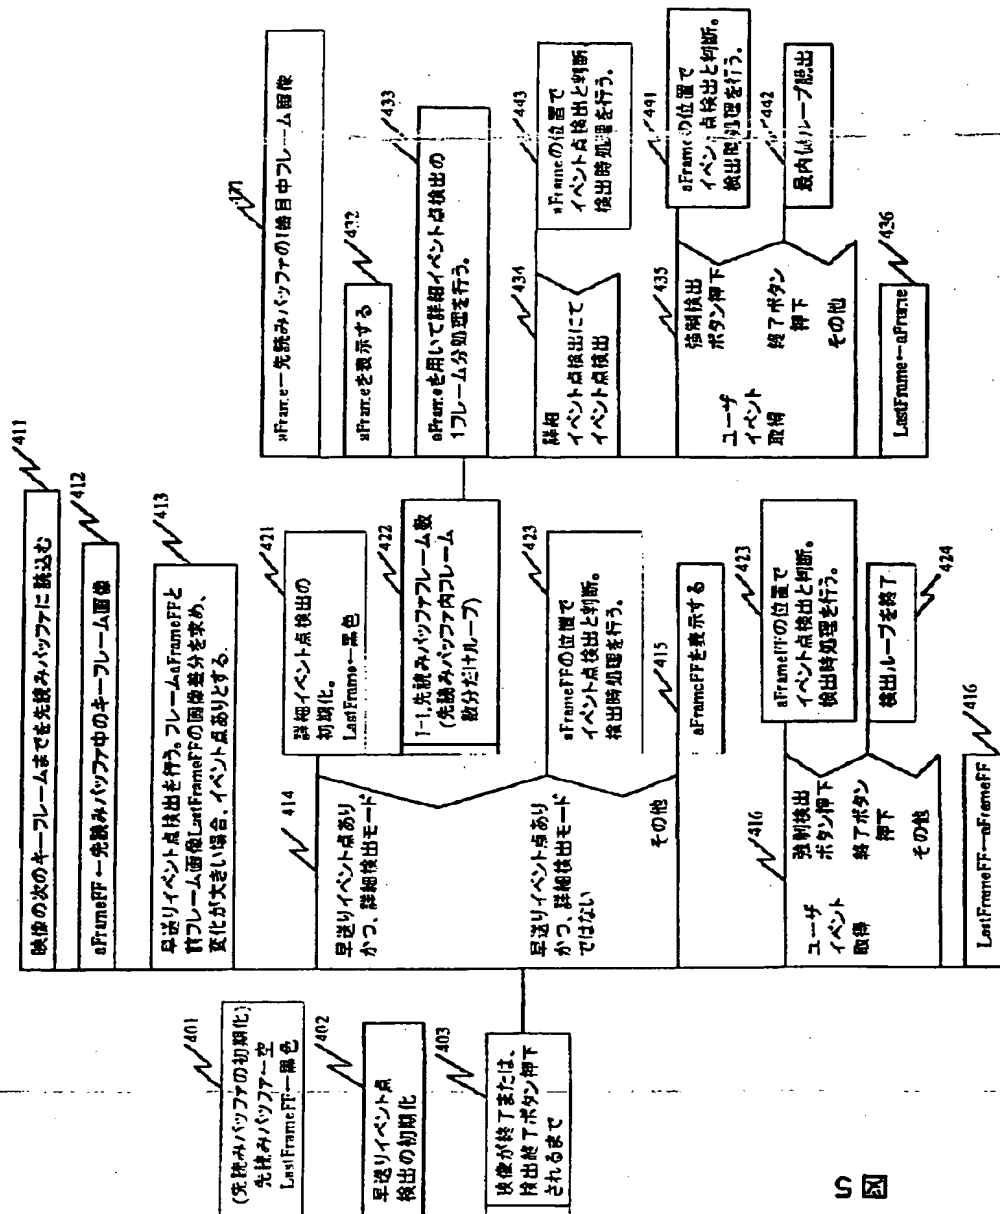 (先読みバッファの初期化)
先読みバッファ←空
LastFrameFF←黒色
401
早送りイベント点
検出の初期化
402
映像が終了または、
検出終了ボタン押下
されるまで
403
映像の次のキーフレームまでを先読みバッファに読込む
411
aFrameFF←先読みバッファ中のキーフレーム画像
412
早送りイベント点検出を行う。フレームaFrameFFと
前フレーム画像LastFrameFFの画像差分を求め、
変化が大きい場合、イベント点ありとする。
413
414
早送りイベント点あり
かつ、詳細検出モード
詳細イベント点検出の
初期化。
LastFrame←黒色
421
I=1..先読みバッファフレーム数
(先読みバッファ内フレーム
数分だけループ)
422
早送りイベント点あり
かつ、詳細検出モード
ではない
aFrameFFの位置で
イベント点検出と判断。
検出時処理を行う。
423
その他
aFrameFFを表示する
415
416
ユーザ
イベント
取得
強制検出
ボタン押下
aFrameFFの位置で
イベント点検出と判断。
検出時処理を行う。
423
終了ボタン
押下
検出ループを終了
424
その他
LastFrameFF←aFrameFF
416
aFrame←先読みバッファのI番目中フレーム画像
aFrameを表示する
432
aFrameを用いて詳細イベント点検出の
1フレーム分処理を行う。
433
詳細
イベント点検出にて
イベント点検出
434
aFrameの位置で
イベント点検出と判断。
検出時処理を行う。
443
435
ユーザ
イベント
取得
強制検出
ボタン押下
aFrameの位置で
イベント点検出と判断。
検出時処理を行う。
441
終了ボタン
押下
最内側ループ脱出
442
その他
LastFrame←aFrame
436
図5